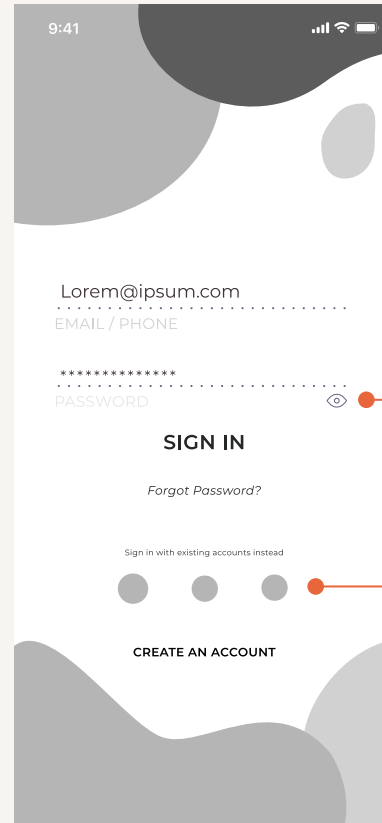 9:41
Lorem@ipsum.com
EMAIL / PHONE
**************
PASSWORD
SIGN IN
Forgot Password?
Sign in with existing accounts instead
CREATE AN ACCOUNT